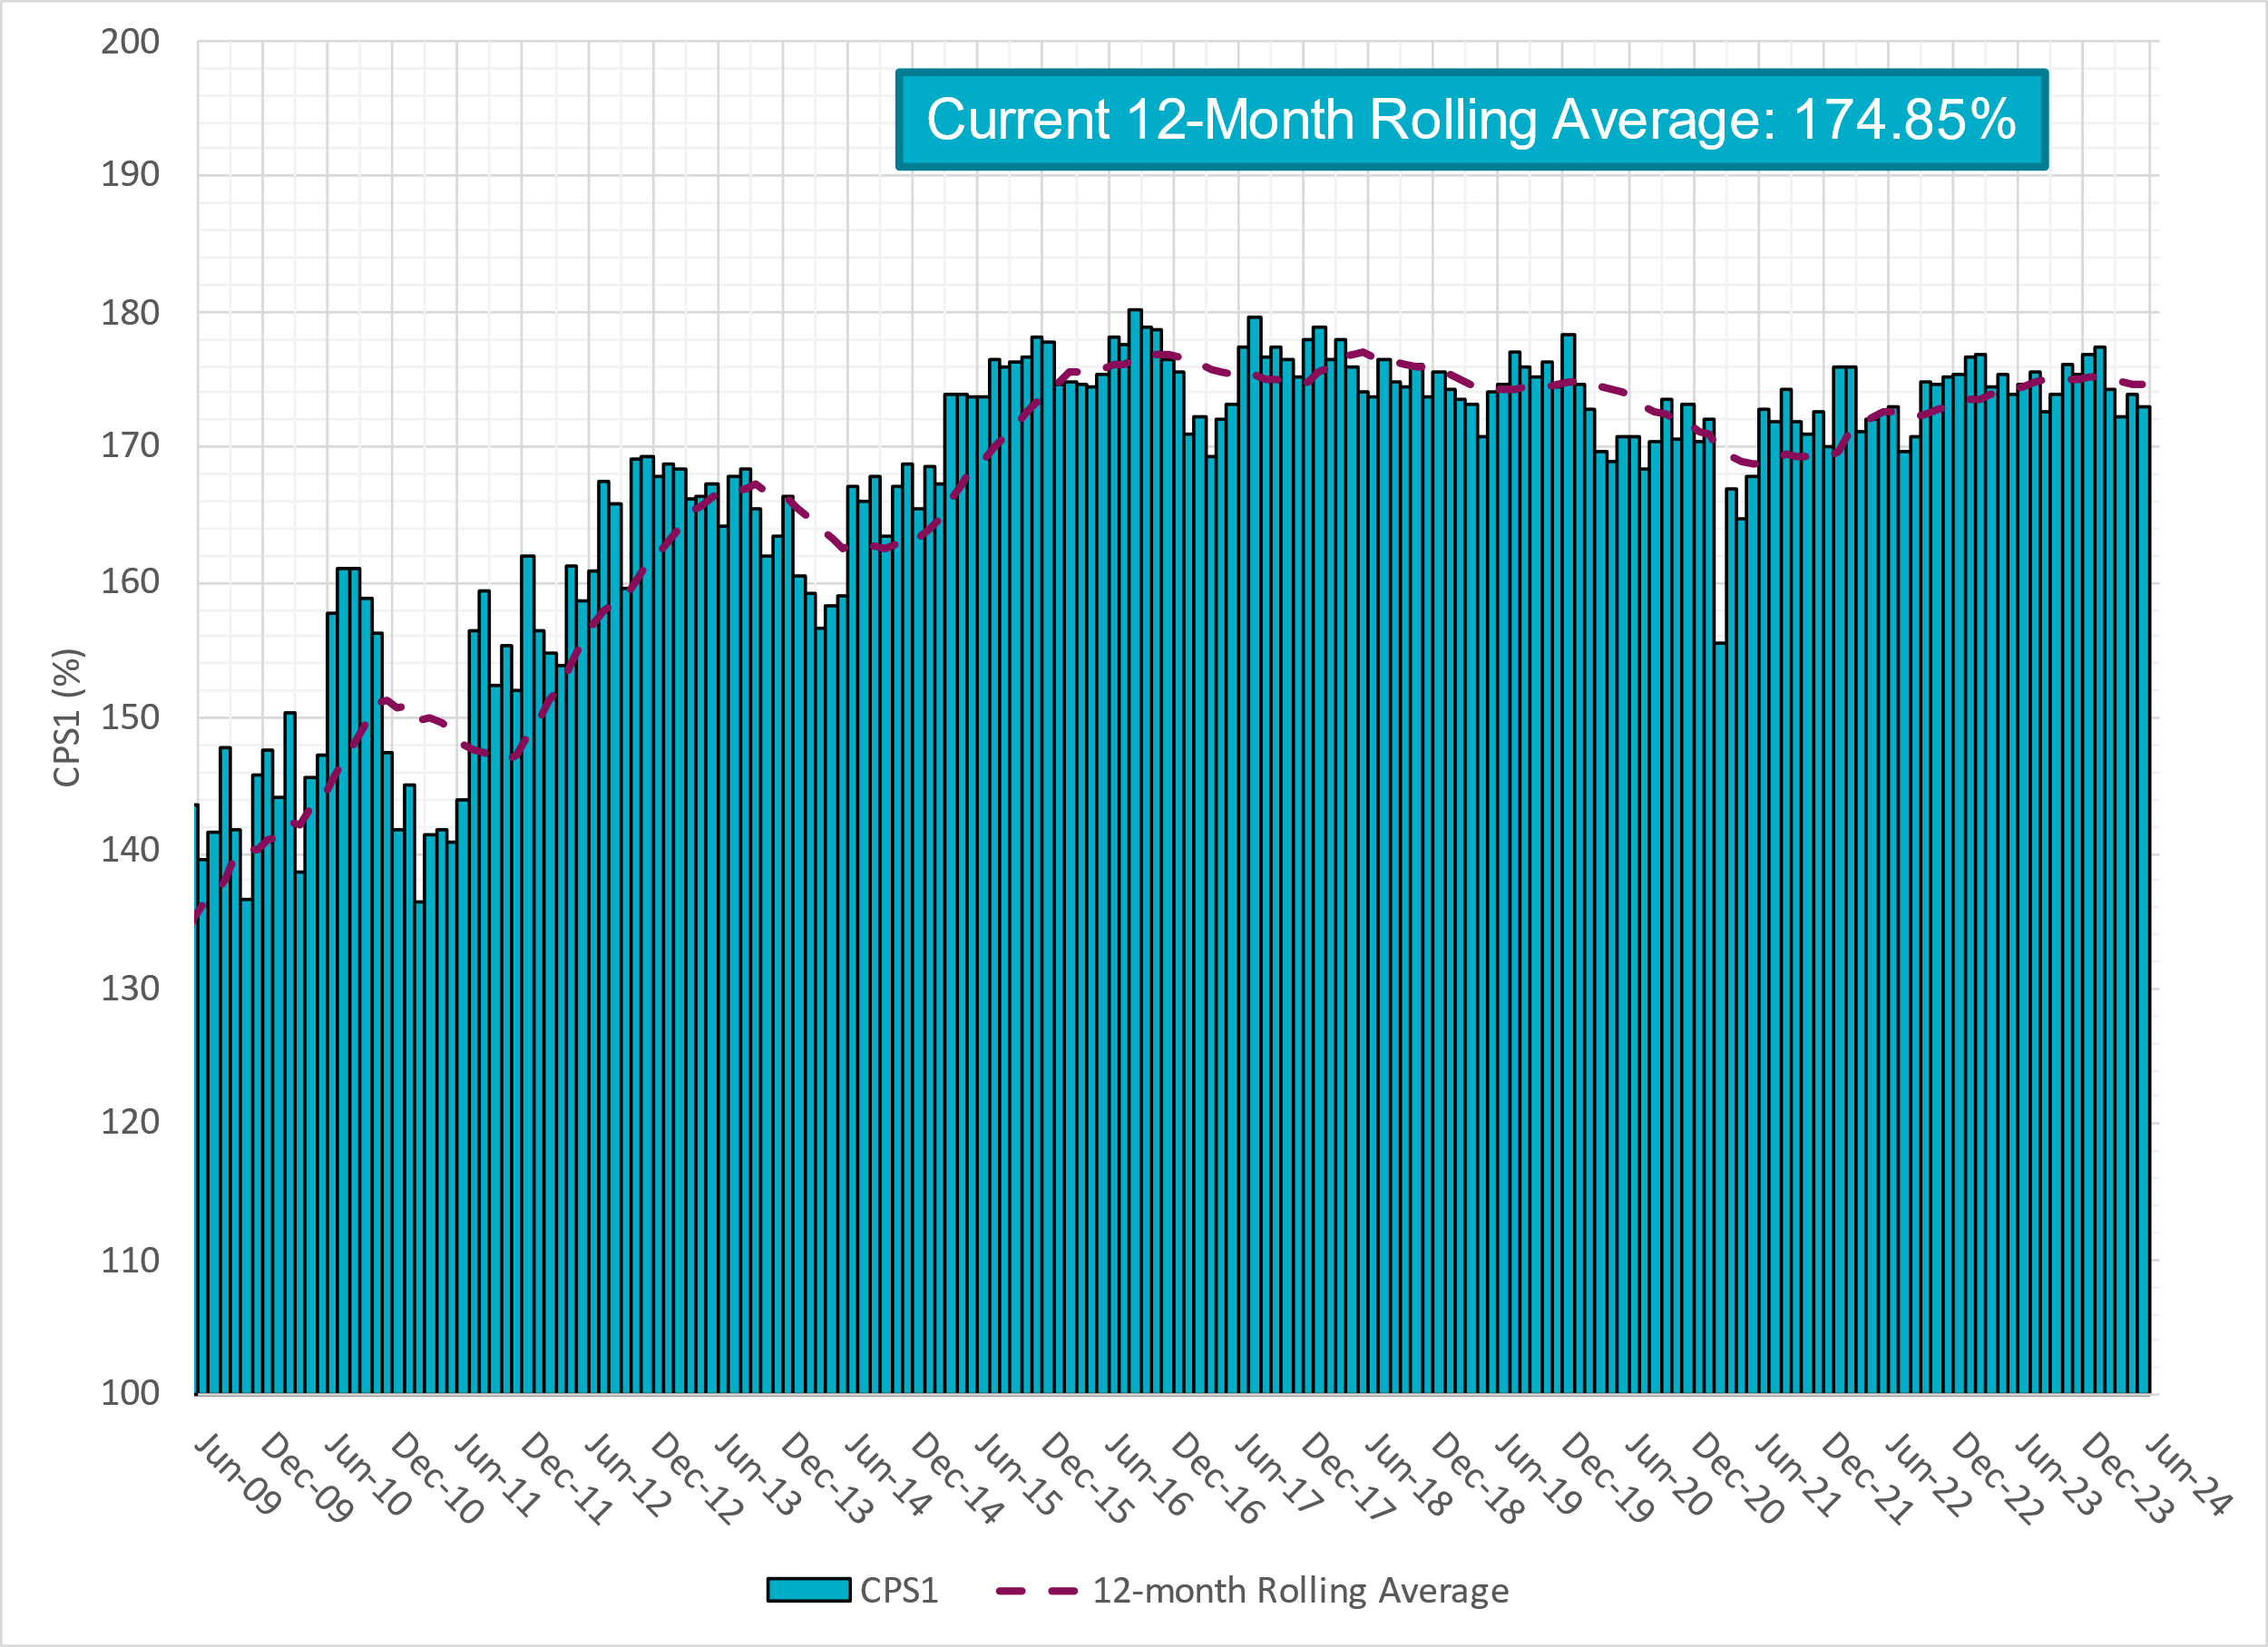 Current 12-Month Rolling Average: 174.85%
200
190
180
170
160
150
140
130
120
110
100
CPS1 (%)
Jun-09
Dec-09
Jun-10
Dec-10
Jun-11
Dec-11
Jun-12
Dec-12
Jun-13
Dec-13
Jun-14
Dec-14
Jun-15
Dec-15
Jun-16
Dec-16
Jun-17
Dec-17
Jun-18
Dec-18
Jun-19
Dec-19
Jun-20
Dec-20
Jun-21
Dec-21
Jun-22
Dec-22
Jun-23
Dec-23
Jun-24
CPS1
12-month Rolling Average